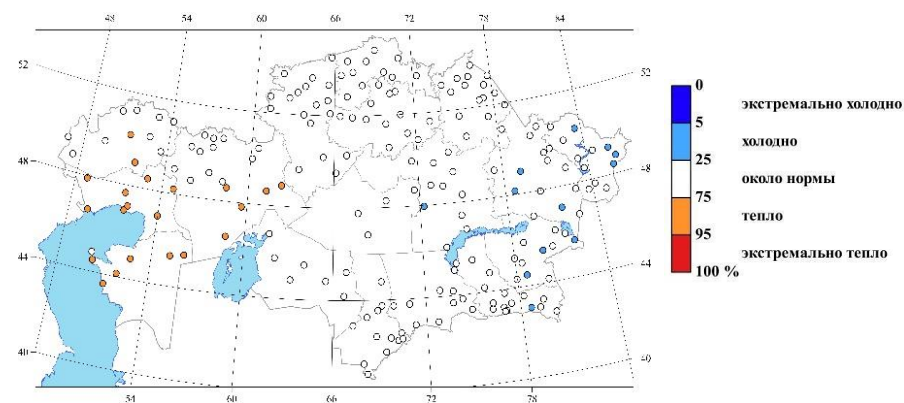 48 54 60 66 72 78 84
52 52
48 48
44 44
40 40
54 60 66 72 78
0
экстремально холодно
5
холодно
25
около нормы
75
тепло
95
экстремально тепло
100 %